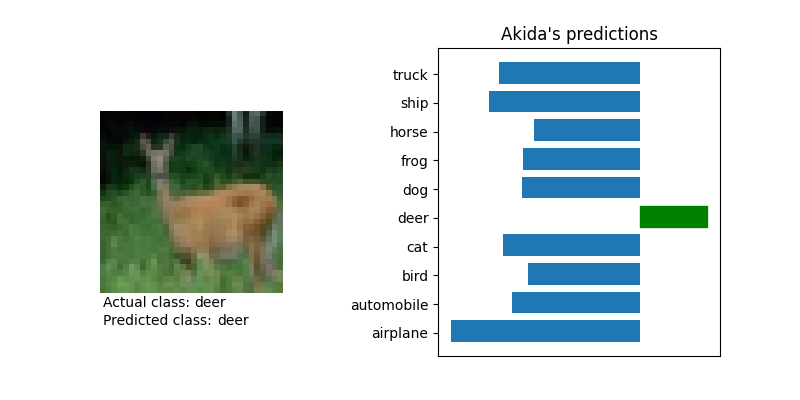 Akida's predictions
truck
ship
horse
frog
dog
deer
cat
bird
automobile
airplane
Actual class: deer
Predicted class: deer